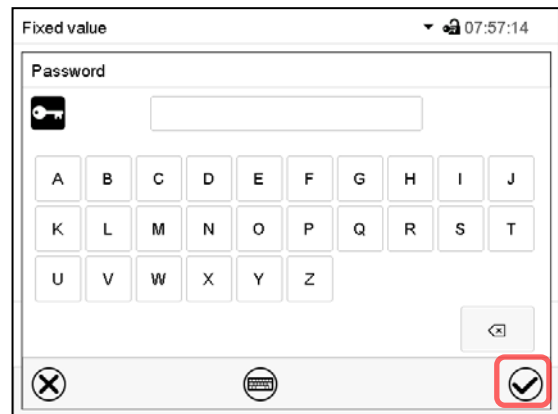 Fixed value 07:57:14
Password
A B C D E F G H I J
K L M N O P Q R S T
U V W X Y Z